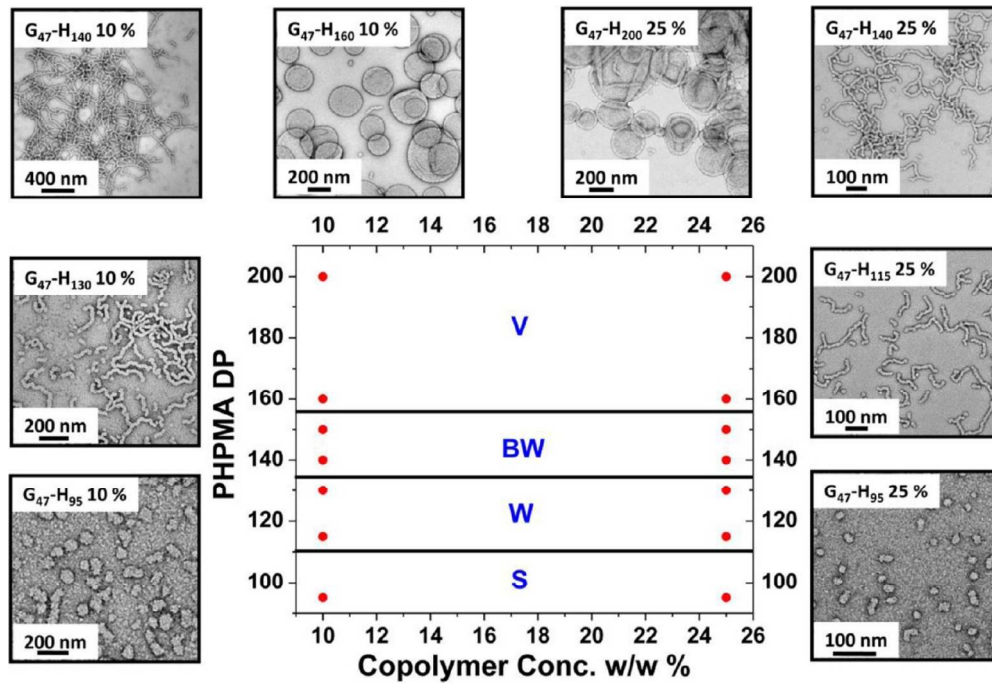 G47-H140 10 %
400 nm
G47-H160 10 %
200 nm
G47-H200 25 %
200 nm
G47-H140 25 %
100 nm
G47-H130 10 %
200 nm
G47-H95 10 %
200 nm
10 12 14 16 18 20 22 24 26
200
180
160
140
120
100
PHPMA DP
V
BW
W
S
200
180
160
140
120
100
10 12 14 16 18 20 22 24 26
Copolymer Conc. w/w %
G47-H115 25 %
100 nm
G47-H95 25 %
100 nm